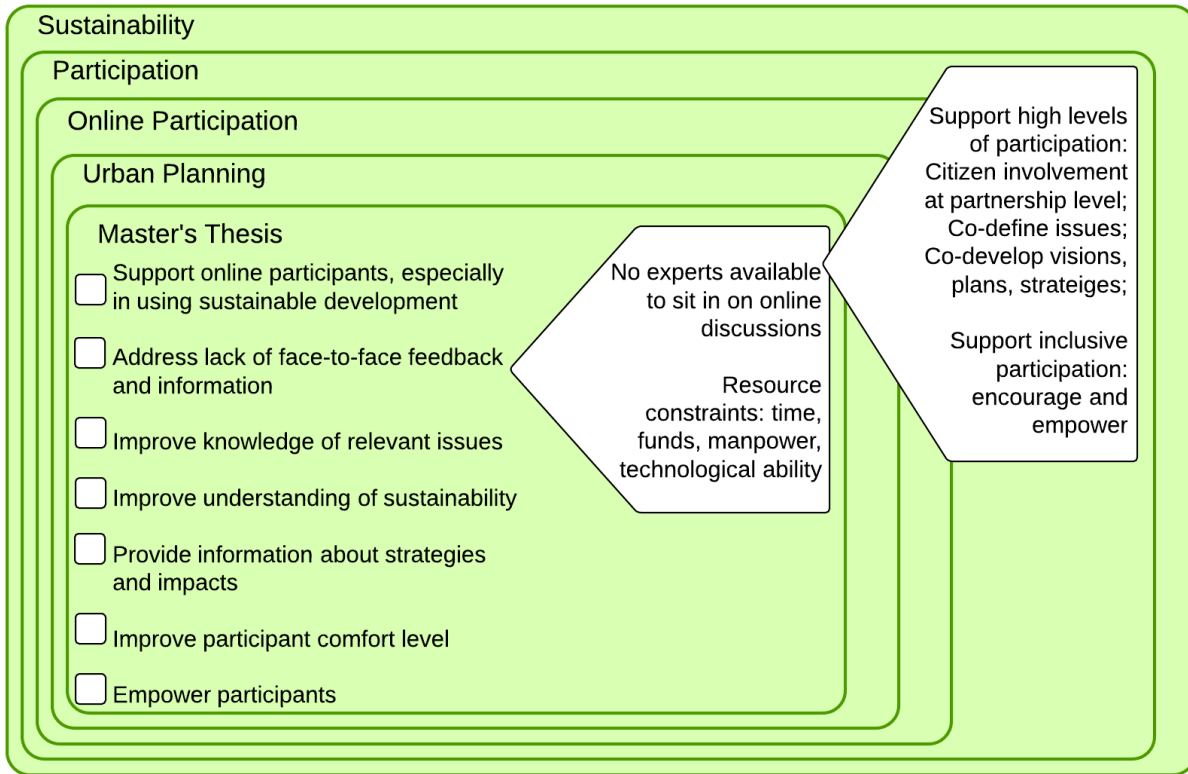 Sustainability
Participation
Online Participation
Urban Planning
Master's Thesis
Support online participants, especially
in using sustainable development
Address lack of face-to-face feedback
and information
Improve knowledge of relevant issues
Improve understanding of sustainability
Provide information about strategies
and impacts
Improve participant comfort level
Empower participants
No experts available
to sit in on online
discussions
Resource
constraints: time,
funds, manpower,
technological ability
Support high levels
of participation:
Citizen involvement
at partnership level;
Co-define issues;
Co-develop visions,
plans, strateiges;
Support inclusive
participation:
encourage and
empower